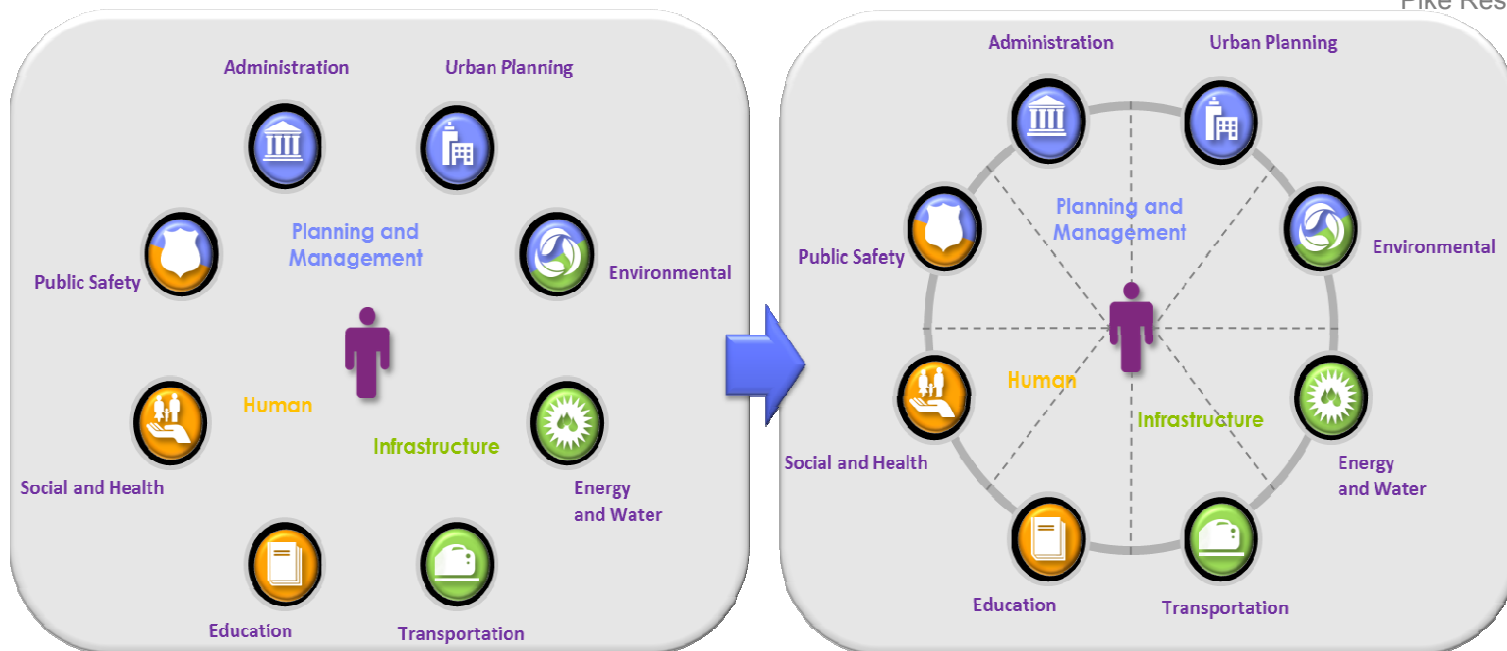 Pike Res
Administration
Urban Planning
Planning and
Management
Public Safety
Environmental
Human
Infrastructure
Social and Health
Energy
and Water
Education
Transportation
Administration
Urban Planning
Planning and
Management
Public Safety
Environmental
Human
Infrastructure
Social and Health
Energy
and Water
Education
Transportation